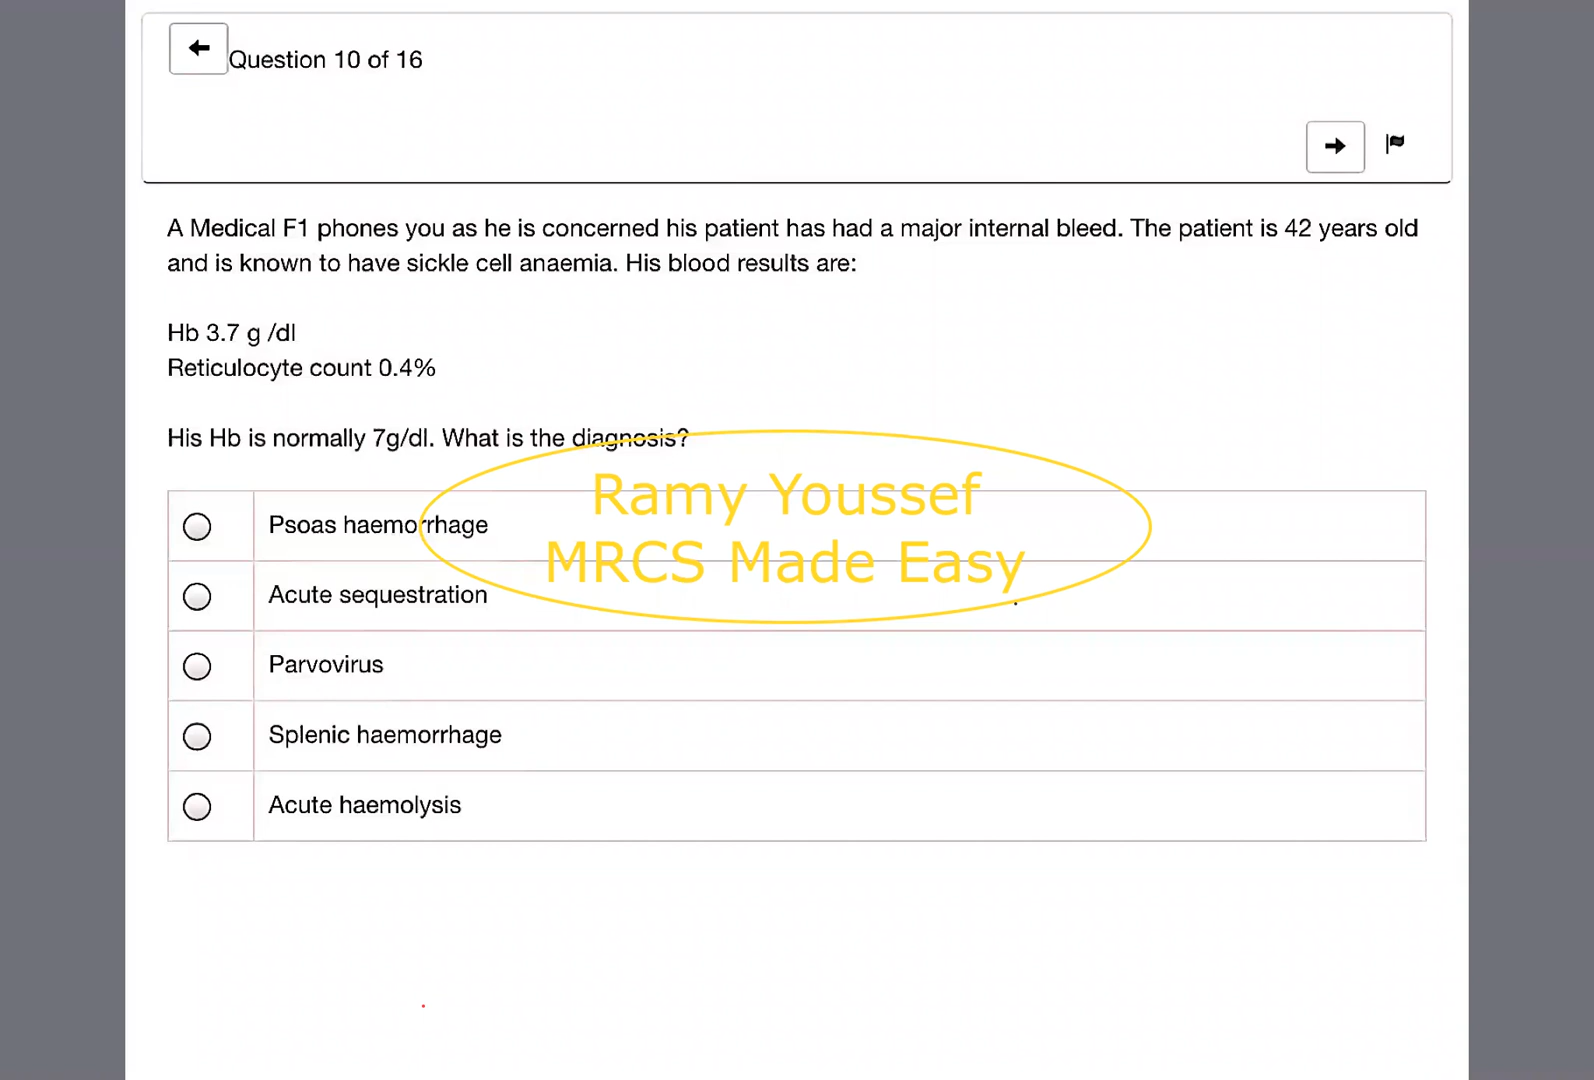 Question 10 of 16
A Medical F1 phones you as he is concerned his patient has had a major internal bleed. The patient is 42 years old
and is known to have sickle cell anaemia. His blood results are:
Hb 3.7 g /dl
Reticulocyte count 0.4%
His Hb is normally 7g/dl. What is the diagnosis?
Ramy Youssef
MRCS Made Easy
Psoas haemorrhage
Acute sequestration
Parvovirus
Splenic haemorrhage
Acute haemolysis